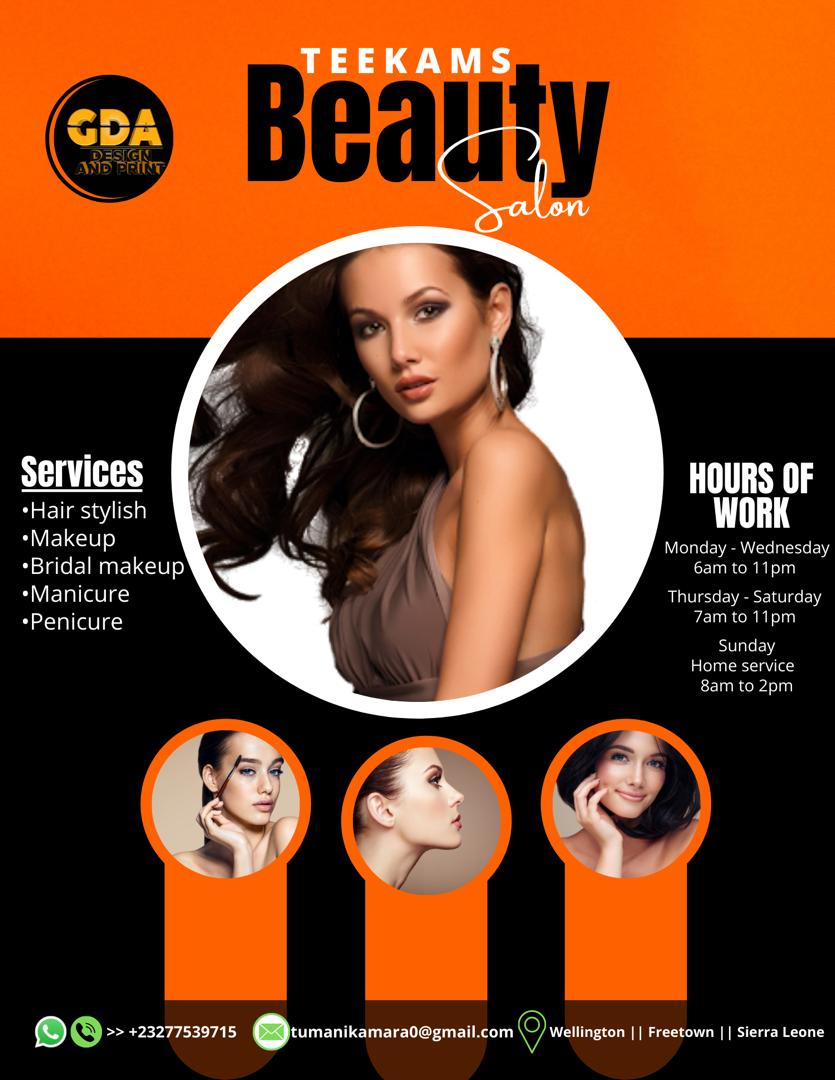 TEEKAMS
Beauty
Salon
GDA
DESIGN
AND PRINT
Services
•Hair stylish
•Makeup
•Bridal makeup
•Manicure
•Penicure
HOURS OF
WORK
Monday - Wednesday
6am to 11pm
Thursday - Saturday
7am to 11pm
Sunday
Home service
8am to 2pm
>> +23277539715
tumanikamara0@gmail.com
Wellington || Freetown || Sierra Leone